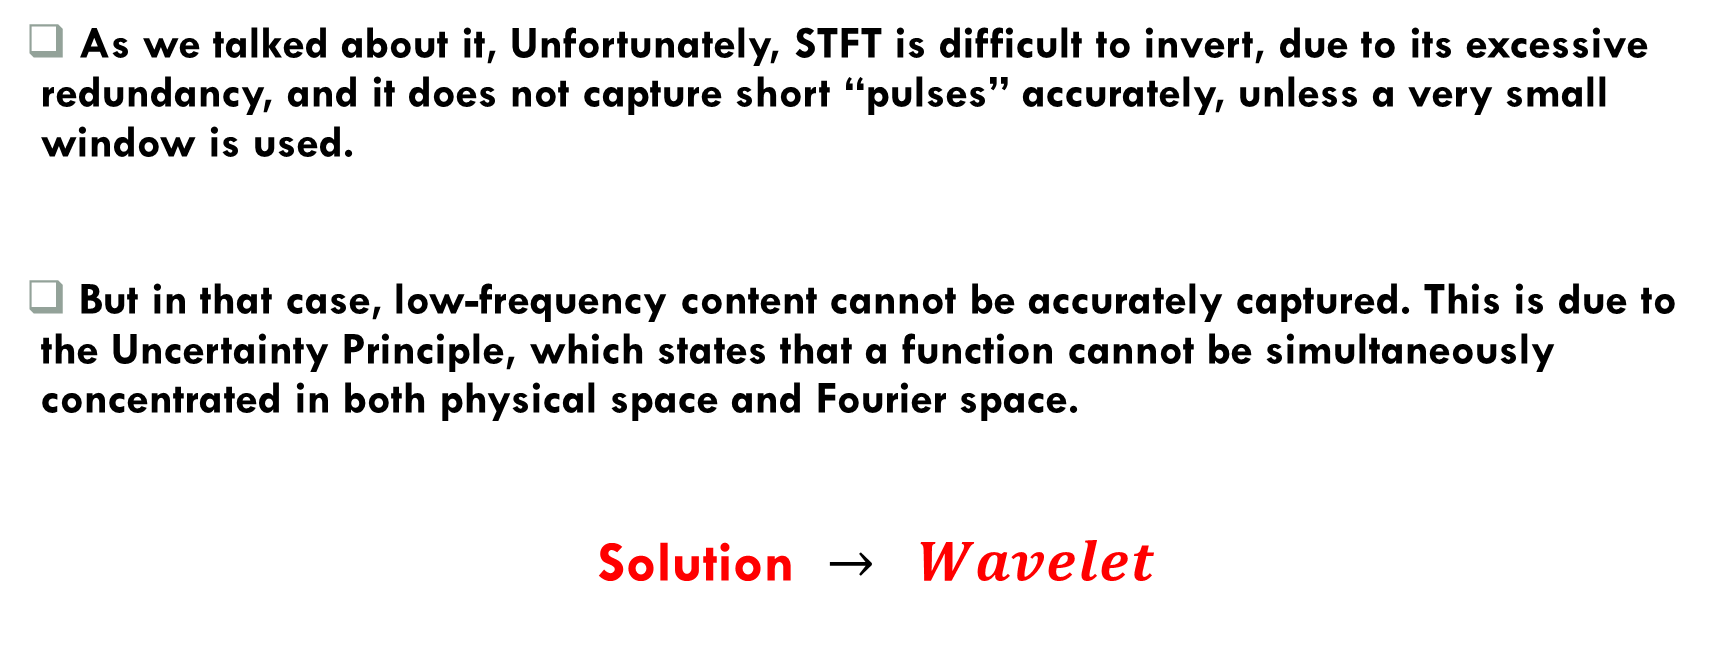 ❑ As we talked about it, Unfortunately, STFT is difficult to invert, due to its excessive
redundancy, and it does not capture short “pulses” accurately, unless a very small
window is used.
❑ But in that case, low-frequency content cannot be accurately captured. This is due to
the Uncertainty Principle, which states that a function cannot be simultaneously
concentrated in both physical space and Fourier space.
Solution → Wavelet